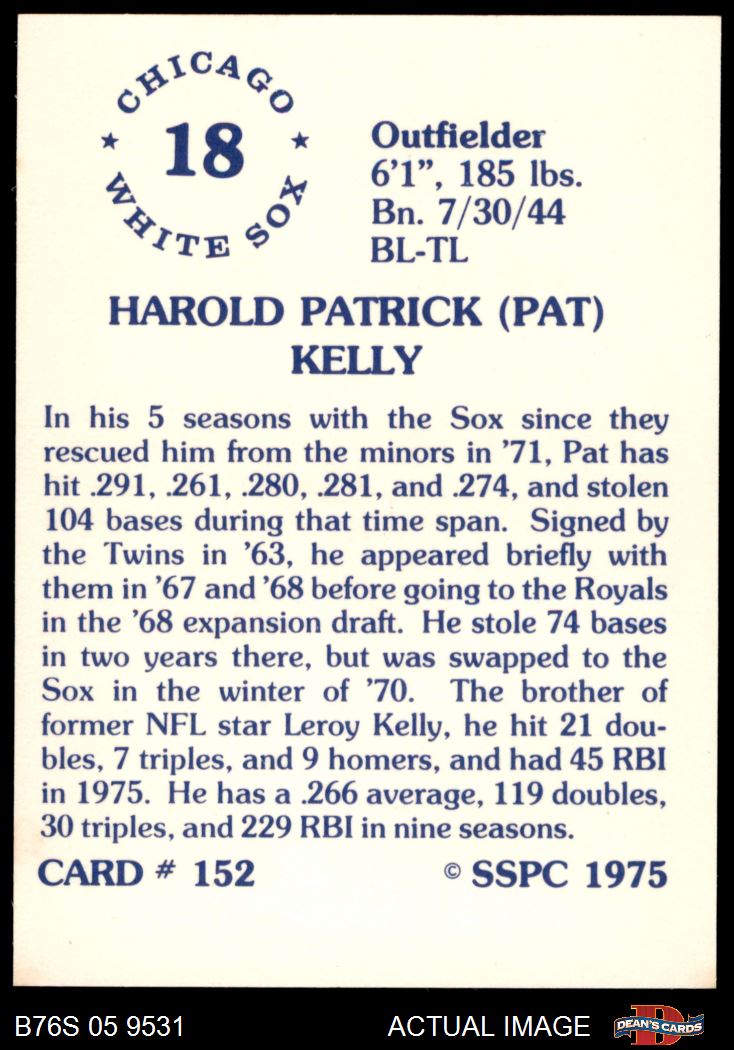 CHICAGO
18
WHITE SOX
Outfielder
6'1", 185 lbs.
Bn. 7/30/44
BL-TL
HAROLD PATRICK (PAT)
KELLY
In his 5 seasons with the Sox since they
rescued him from the minors in '71, Pat has
hit .291, .261, .280, .281, and .274, and stolen
104 bases during that time span. Signed by
the Twins in '63, he appeared briefly with
them in '67 and '68 before going to the Royals
in the '68 expansion draft. He stole 74 bases
in two years there, but was swapped to the
Sox in the winter of '70. The brother of
former NFL star Leroy Kelly, he hit 21 dou-
bles, 7 triples, and 9 homers, and had 45 RBI
in 1975. He has a .266 average, 119 doubles,
30 triples, and 229 RBI in nine seasons.
CARD # 152
© SSPC 1975
B76S 05 9531
ACTUAL IMAGE
D
DEAN'S CARDS